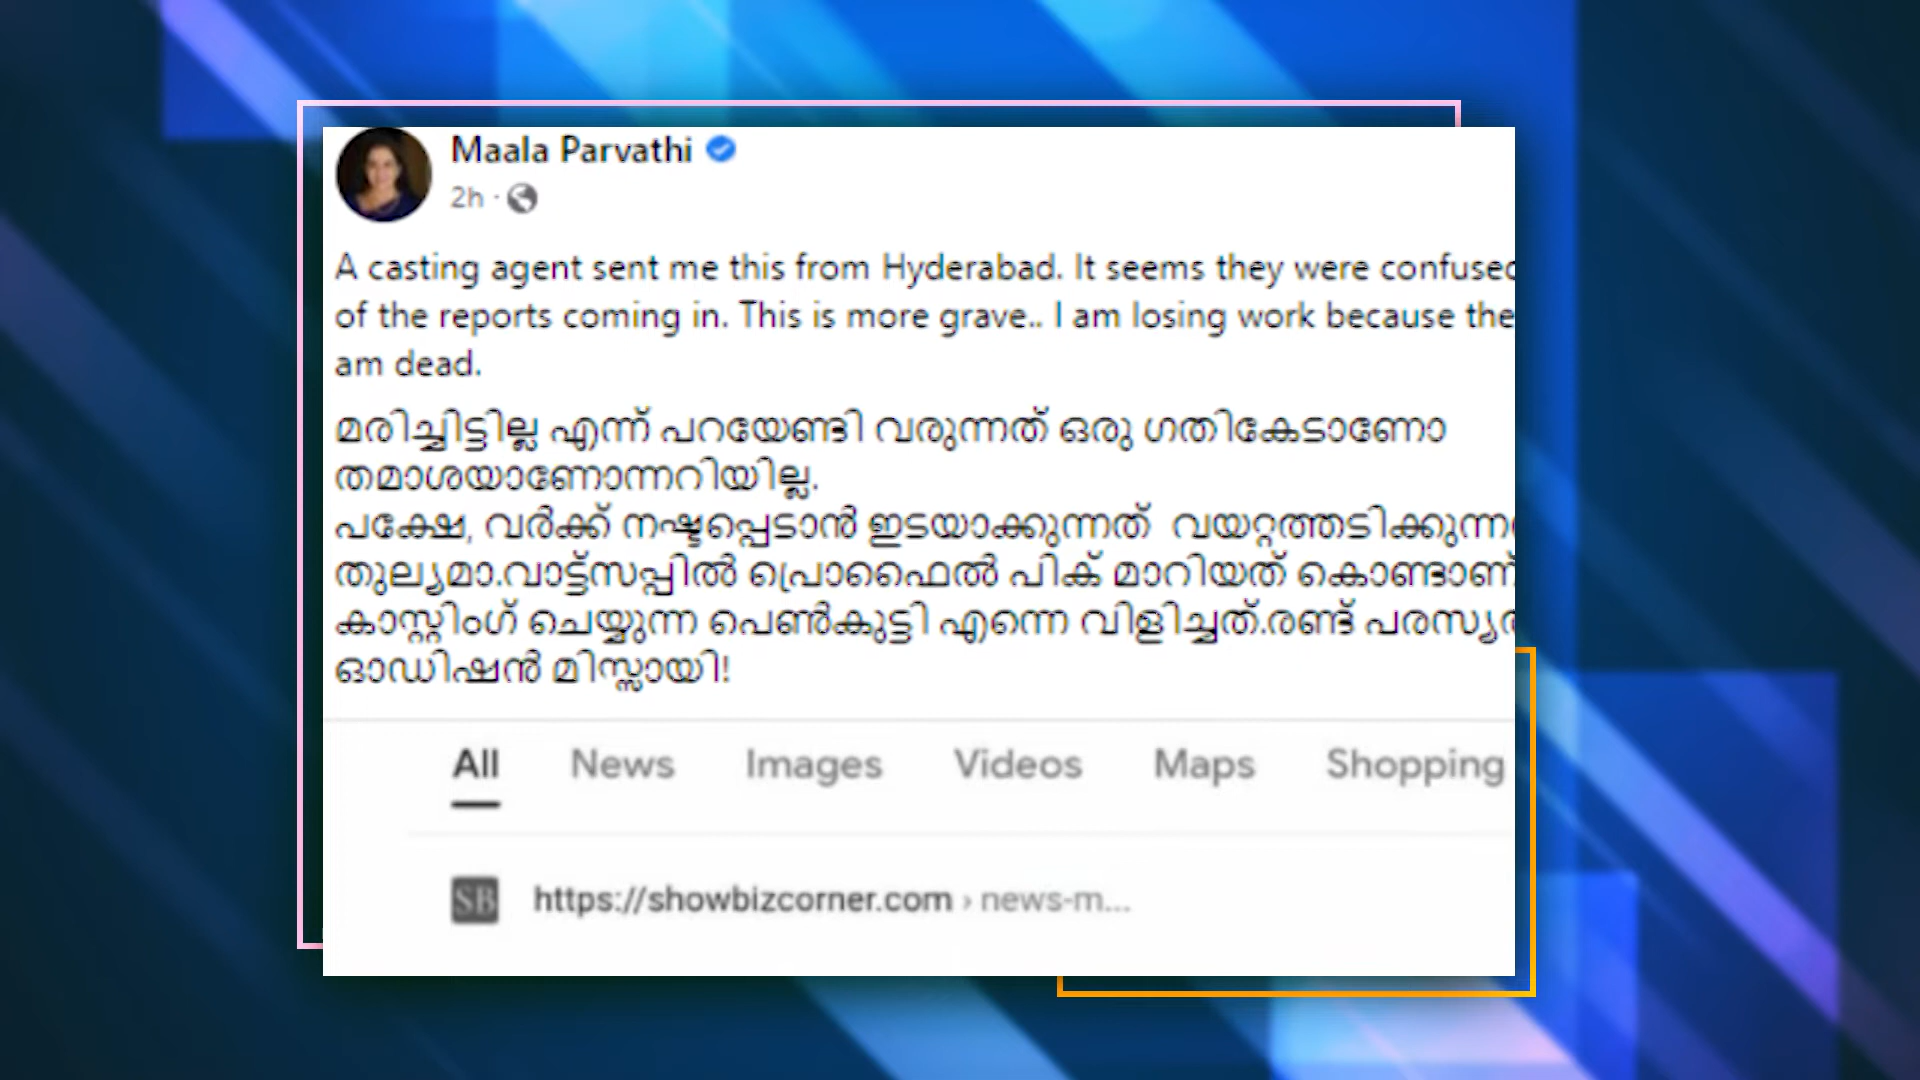 Maala Parvathi
2h ·
A casting agent sent me this from Hyderabad. It seems they were confused
of the reports coming in. This is more grave.. I am losing work because the
am dead.
മരിച്ചിട്ടില്ല എന്ന് പറയേണ്ടി വരുന്നത് ഒരു ഗതികേടാണോ
തമാശയാണോന്നറിയില്ല.
പക്ഷേ, വർക്ക് നഷ്ടപ്പെടാൻ ഇടയാക്കുന്നത് വയറ്റത്തടിക്കുന്ന
തുല്യമാ.വാട്ട്സപ്പിൽ പ്രൊഫൈൽ പിക് മാറിയത് കൊണ്ടാണ്
കാസ്റ്റിംഗ് ചെയ്യുന്ന പെൺകുട്ടി എന്നെ വിളിച്ചത്.രണ്ട്
ഓഡിഷൻ മിസ്സായി!
All News Images Videos Maps Shopping
SB https://showbizcorner.com › news-m...